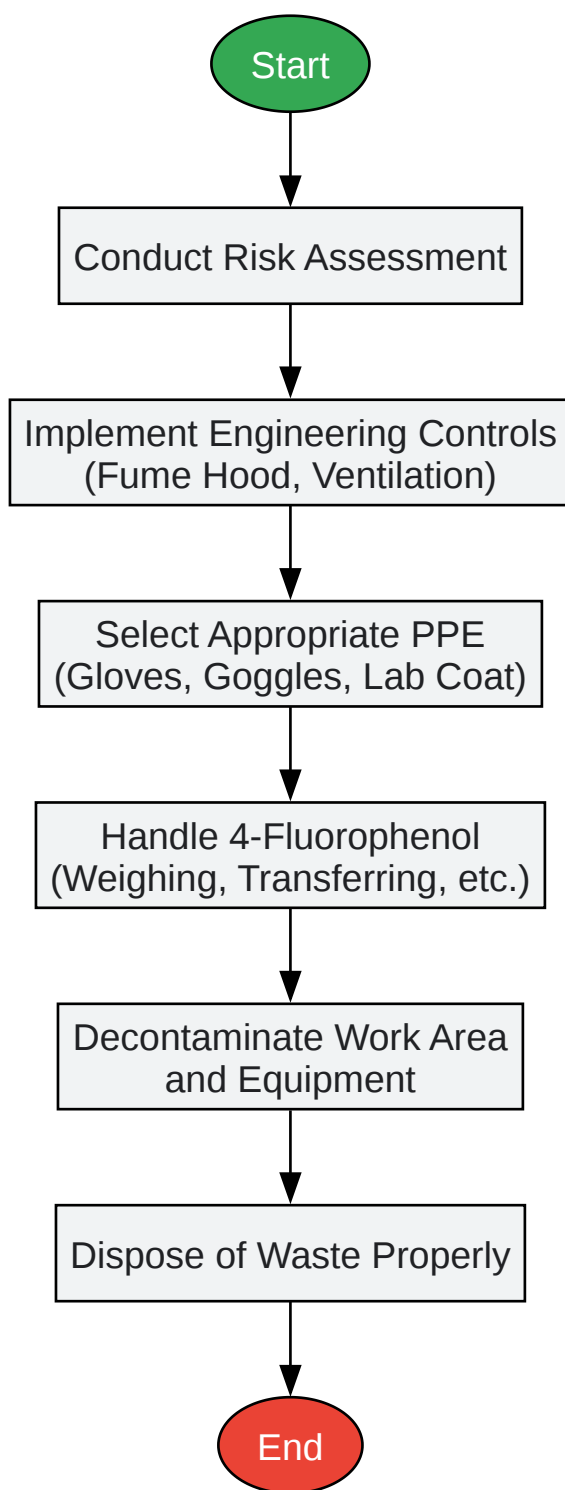 Start
Conduct Risk Assessment
Implement Engineering Controls
(Fume Hood, Ventilation)
Select Appropriate PPE
(Gloves, Goggles, Lab Coat)
Handle 4-Fluorophenol
(Weighing, Transferring, etc.)
Decontaminate Work Area
and Equipment
Dispose of Waste Properly
End